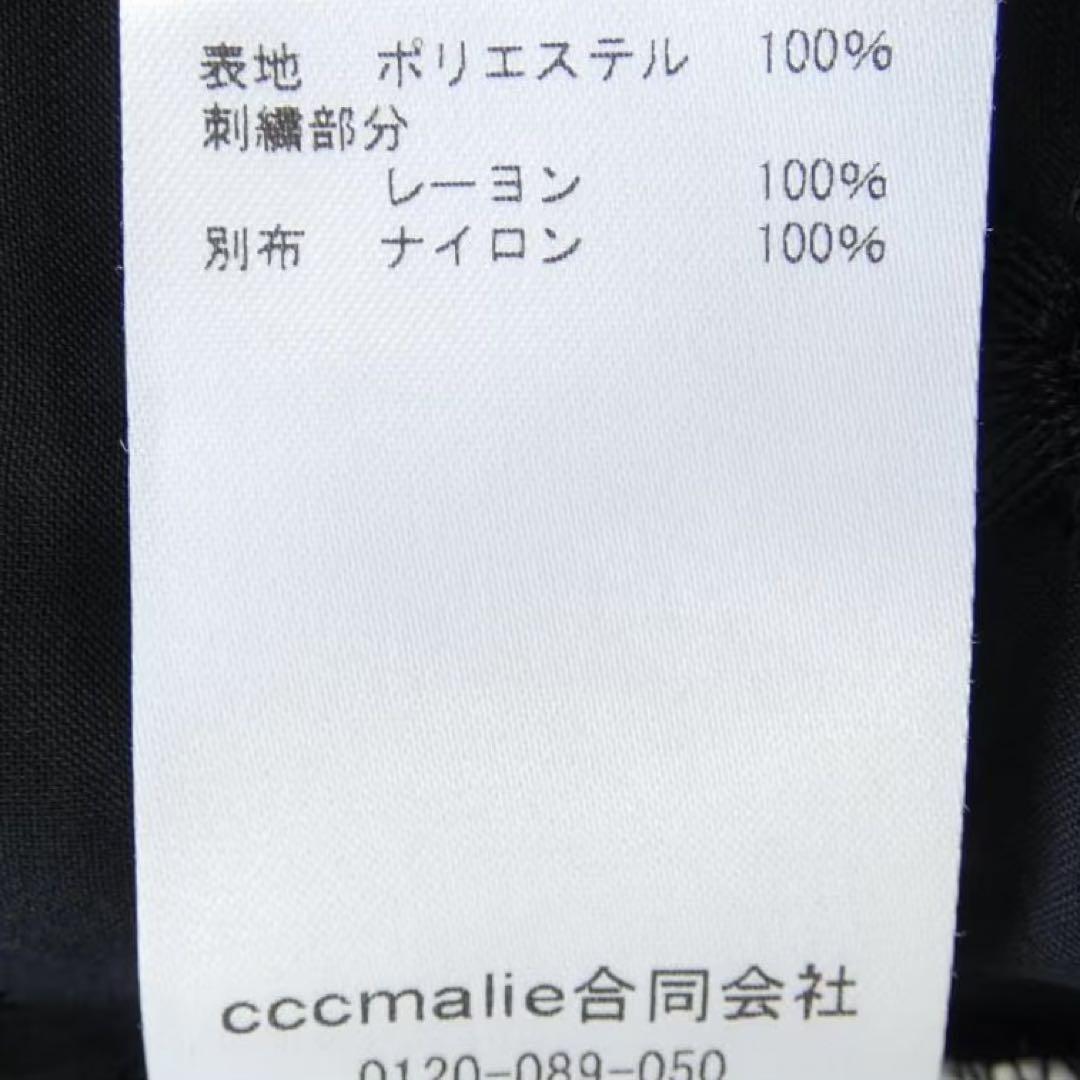 表地 ポリエステル 100%
刺繍部分
レーヨン 100%
別布 ナイロン 100%
cccmalie合同会社
0120-089-050